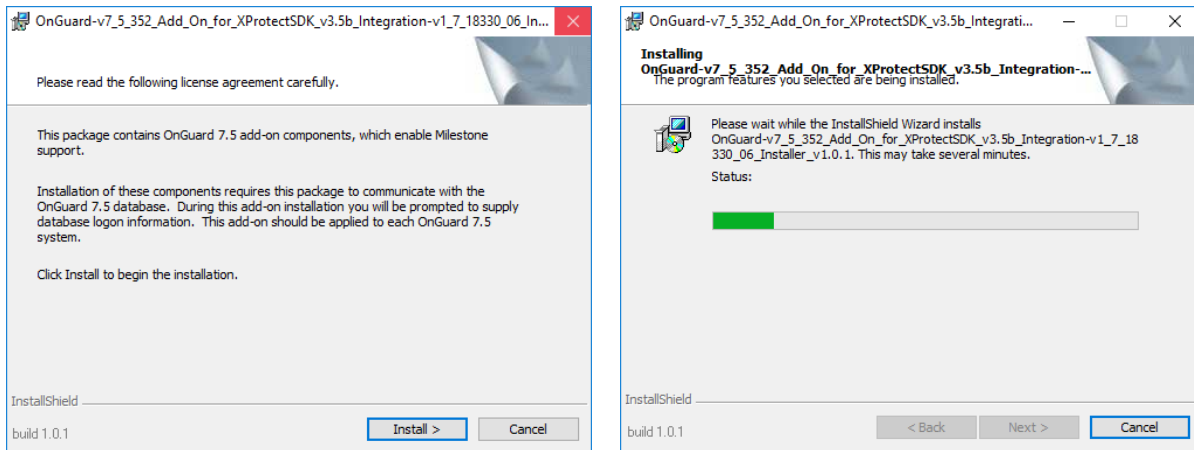 OnGuard-v7_5_352_Add_On_for_XProtectSDK_v3.5b_Integration-v1_7_18330_06_In...
Please read the following license agreement carefully.
This package contains OnGuard 7.5 add-on components, which enable Milestone
support.
Installation of these components requires this package to communicate with the
OnGuard 7.5 database. During this add-on installation you will be prompted to supply
database logon information. This add-on should be applied to each OnGuard 7.5
system.
Click Install to begin the installation.
InstallShield
build 1.0.1
Install >
Cancel
OnGuard-v7_5_352_Add_On_for_XProtectSDK_v3.5b_Integrati...
Installing
OnGuard-v7_5_352_Add_On_for_XProtectSDK_v3.5b_Integration-...
The program features you selected are being installed.
Please wait while the InstallShield Wizard installs
OnGuard-v7_5_352_Add_On_for_XProtectSDK_v3.5b_Integration-v1_7_18
330_06_Installer_v1.0.1. This may take several minutes.
Status:
InstallShield
build 1.0.1
< Back
Next >
Cancel